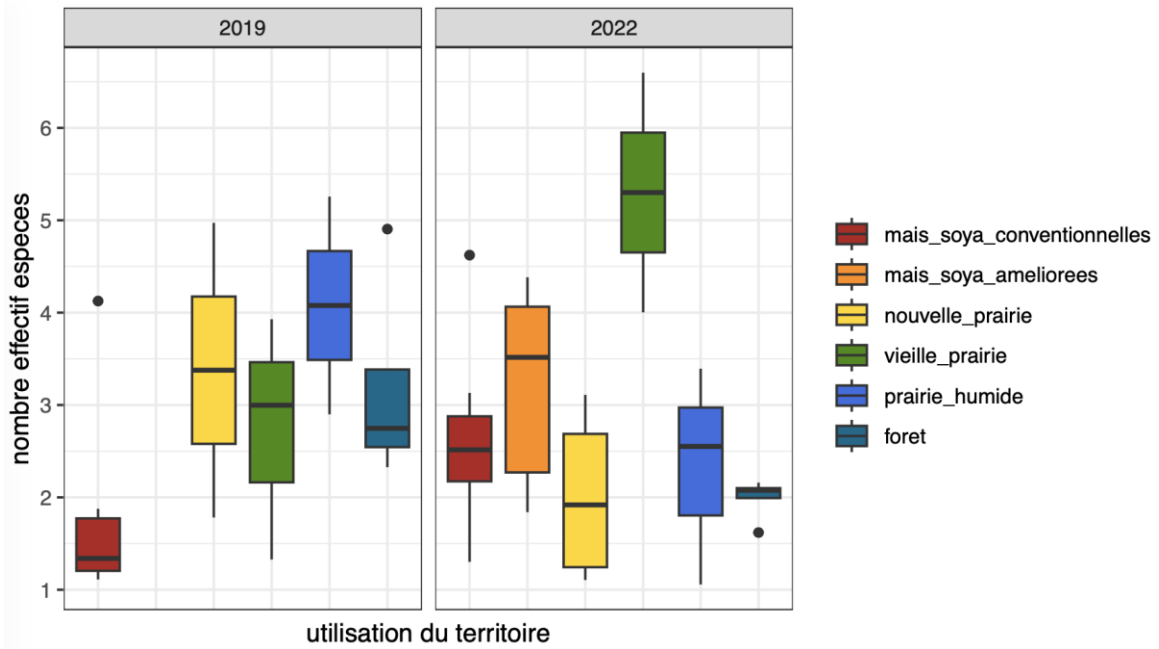 2019
2022
6
5
4
3
2
1
nombre effectif especes
utilisation du territoire
mais_soya_conventionnelles
mais_soya_ameliorees
nouvelle_prairie
vieille_prairie
prairie_humide
foret